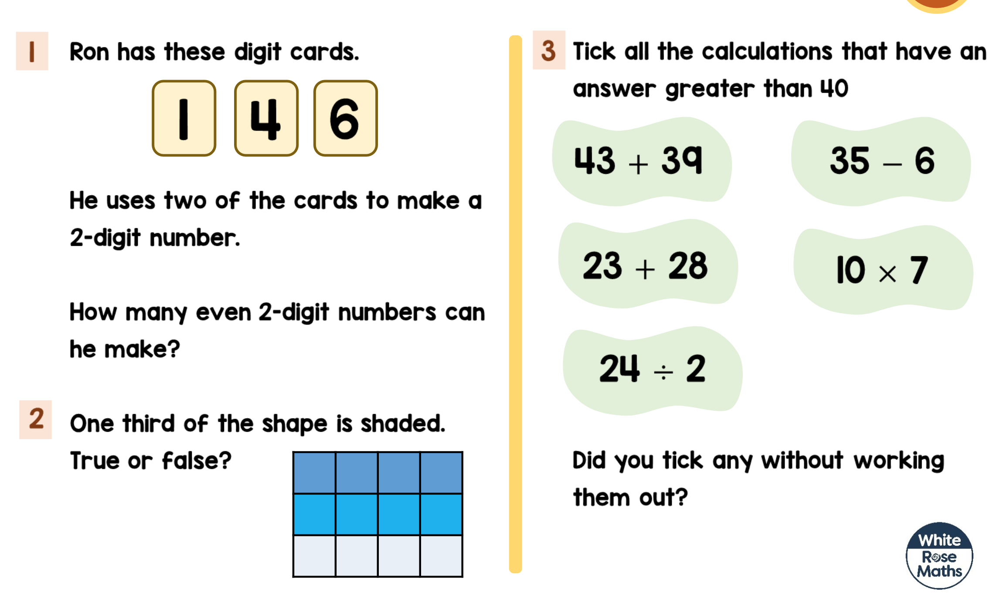 1 Ron has these digit cards.
1 4 6
He uses two of the cards to make a
2-digit number.
How many even 2-digit numbers can
he make?
2 One third of the shape is shaded.
True or false?
3 Tick all the calculations that have an
answer greater than 40
43 + 39
35 – 6
23 + 28
10 × 7
24 ÷ 2
Did you tick any without working
them out?
White
Rose
Maths